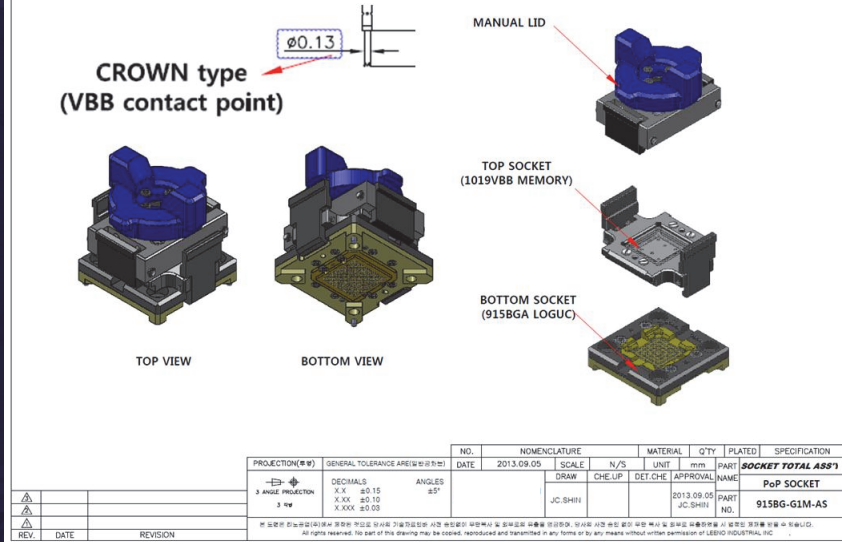 ø0.13
CROWN type
(VBB contact point)
MANUAL LID
TOP SOCKET
(1019VBB MEMORY)
BOTTOM SOCKET
(915BGA LOGUC)
TOP VIEW
BOTTOM VIEW
NO. NOMENCLATURE MATERIAL Q'TY PLATED SPECIFICATION
PROJECTION(투영) GENERAL TOLERANCE ARE(일반공차는) DATE 2013.09.05 SCALE N/S UNIT mm PART NAME SOCKET TOTAL ASS'Y
PoP SOCKET
3 ANGLE PROJECTION
3 각법
DECIMALS ANGLES
X.X ±0.15 ±5°
X.XX ±0.10
X.XXX ±0.03
DRAW CHE.UP DET.CHE APPROVAL
JC.SHIN 2013.09.05 JC.SHIN
PART NO. 915BG-G1M-AS
3
2
1
REV. DATE REVISION
All rights reserved. No part of this drawing may be copied, reproduced and transmitted in any forms or by any means without written permission of LEENO INDUSTRIAL INC